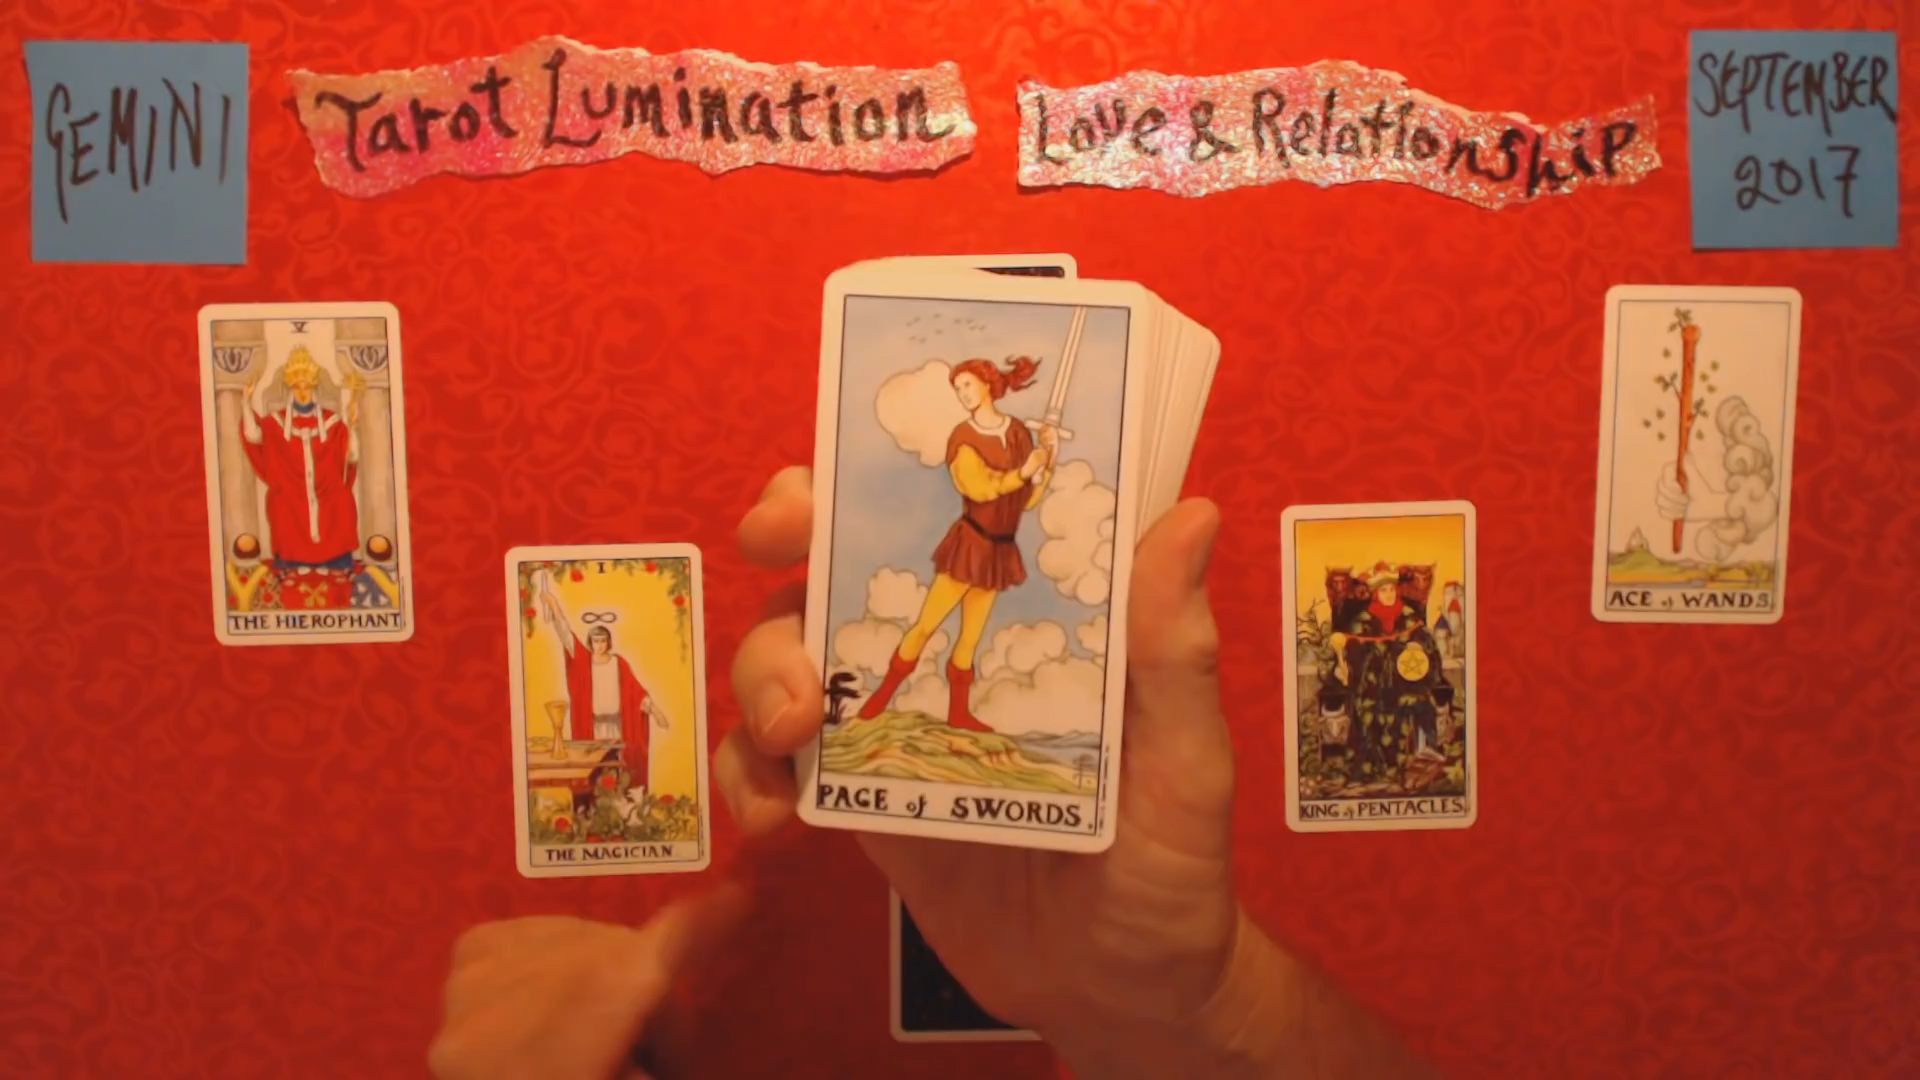 GEMINI
Tarot Lumination
Love & Relationship
SEPTEMBER
2017
V
THE HIEROPHANT
I
THE MAGICIAN
PAGE of SWORDS.
KING of PENTACLES.
ACE of WANDS.